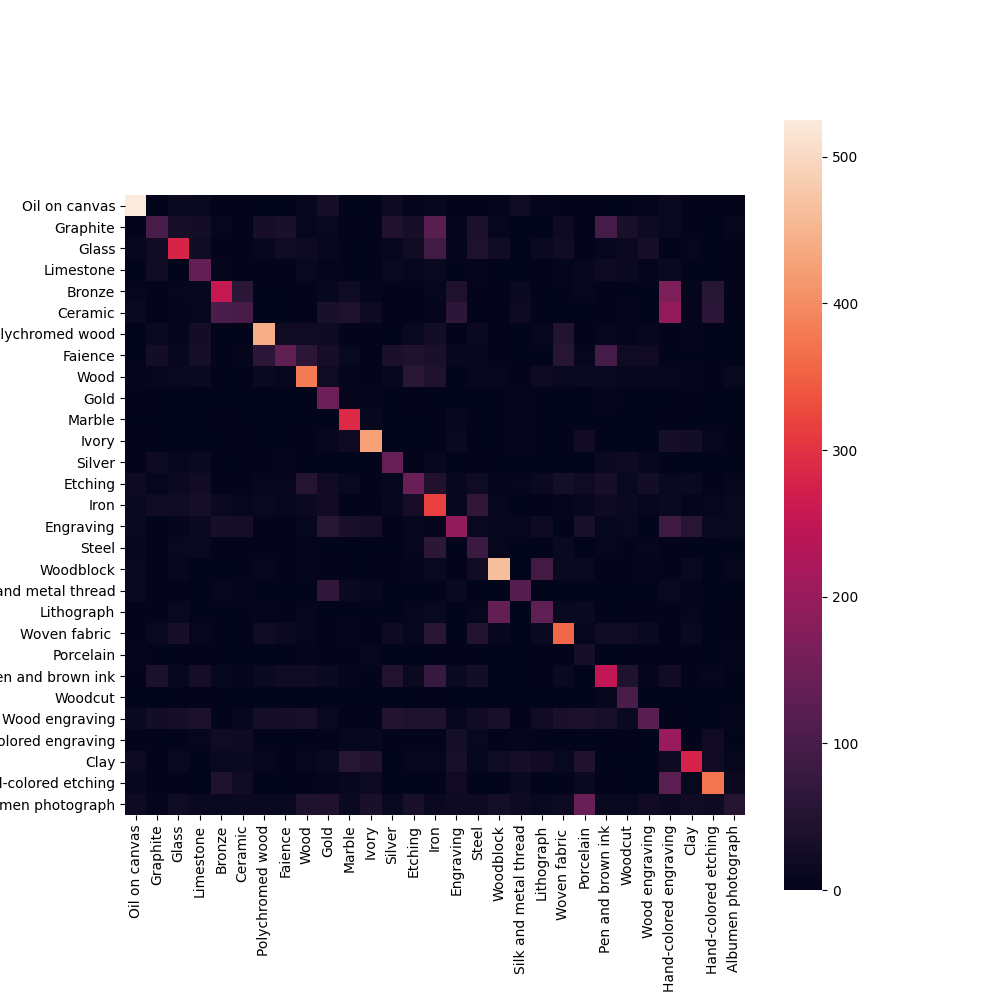 500
400
300
200
100
0
Oil on canvas
Graphite
Glass
Limestone
Bronze
Ceramic
lychromed wood
Faience
Wood
Gold
Marble
Ivory
Silver
Etching
Iron
Engraving
Steel
Woodblock
and metal thread
Lithograph
Woven fabric
Porcelain
en and brown ink
Woodcut
Wood engraving
olored engraving
Clay
d-colored etching
men photograph
Oil on canvas
Graphite
Glass
Limestone
Bronze
Ceramic
Polychromed wood
Faience
Wood
Gold
Marble
Ivory
Silver
Etching
Iron
Engraving
Steel
Woodblock
Silk and metal thread
Lithograph
Woven fabric
Porcelain
Pen and brown ink
Woodcut
Wood engraving
Hand-colored engraving
Clay
Hand-colored etching
Albumen photograph